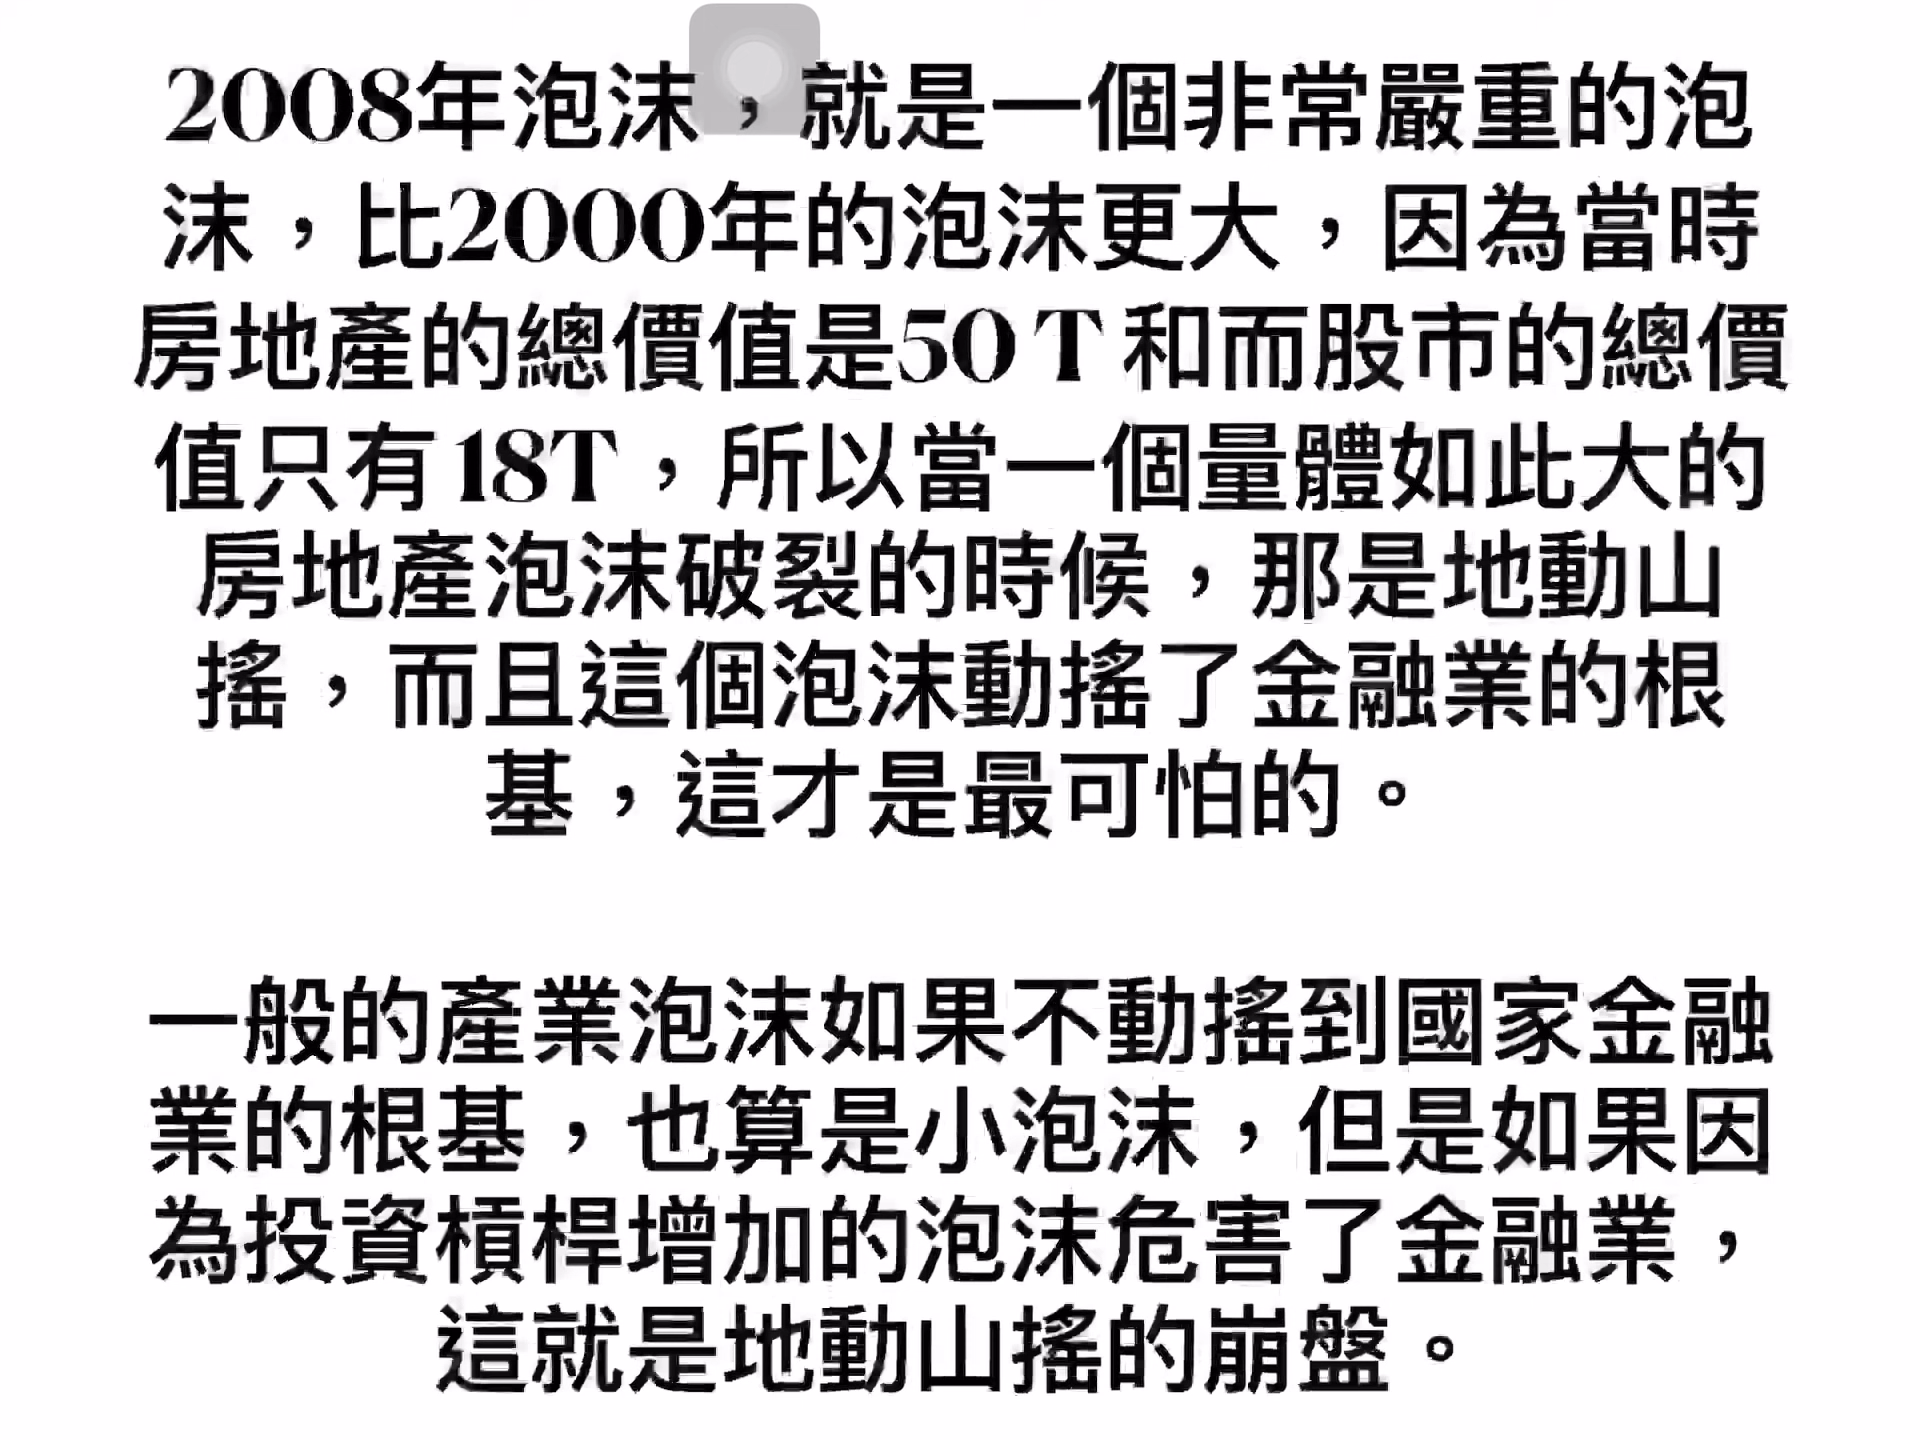 2008年泡沫，就是一個非常嚴重的泡
沫，比2000年的泡沫更大，因為當時
房地產的總價值是50T 和而股市的總價
值只有18T，所以當一個量體如此大的
房地產泡沫破裂的時候，那是地動山
搖，而且這個泡沫動搖了金融業的根
基，這才是最可怕的。
一般的產業泡沫如果不動搖到國家金融
業的根基，也算是小泡沫，但是如果因
為投資槓桿增加的泡沫危害了金融業，
這就是地動山搖的崩盤。